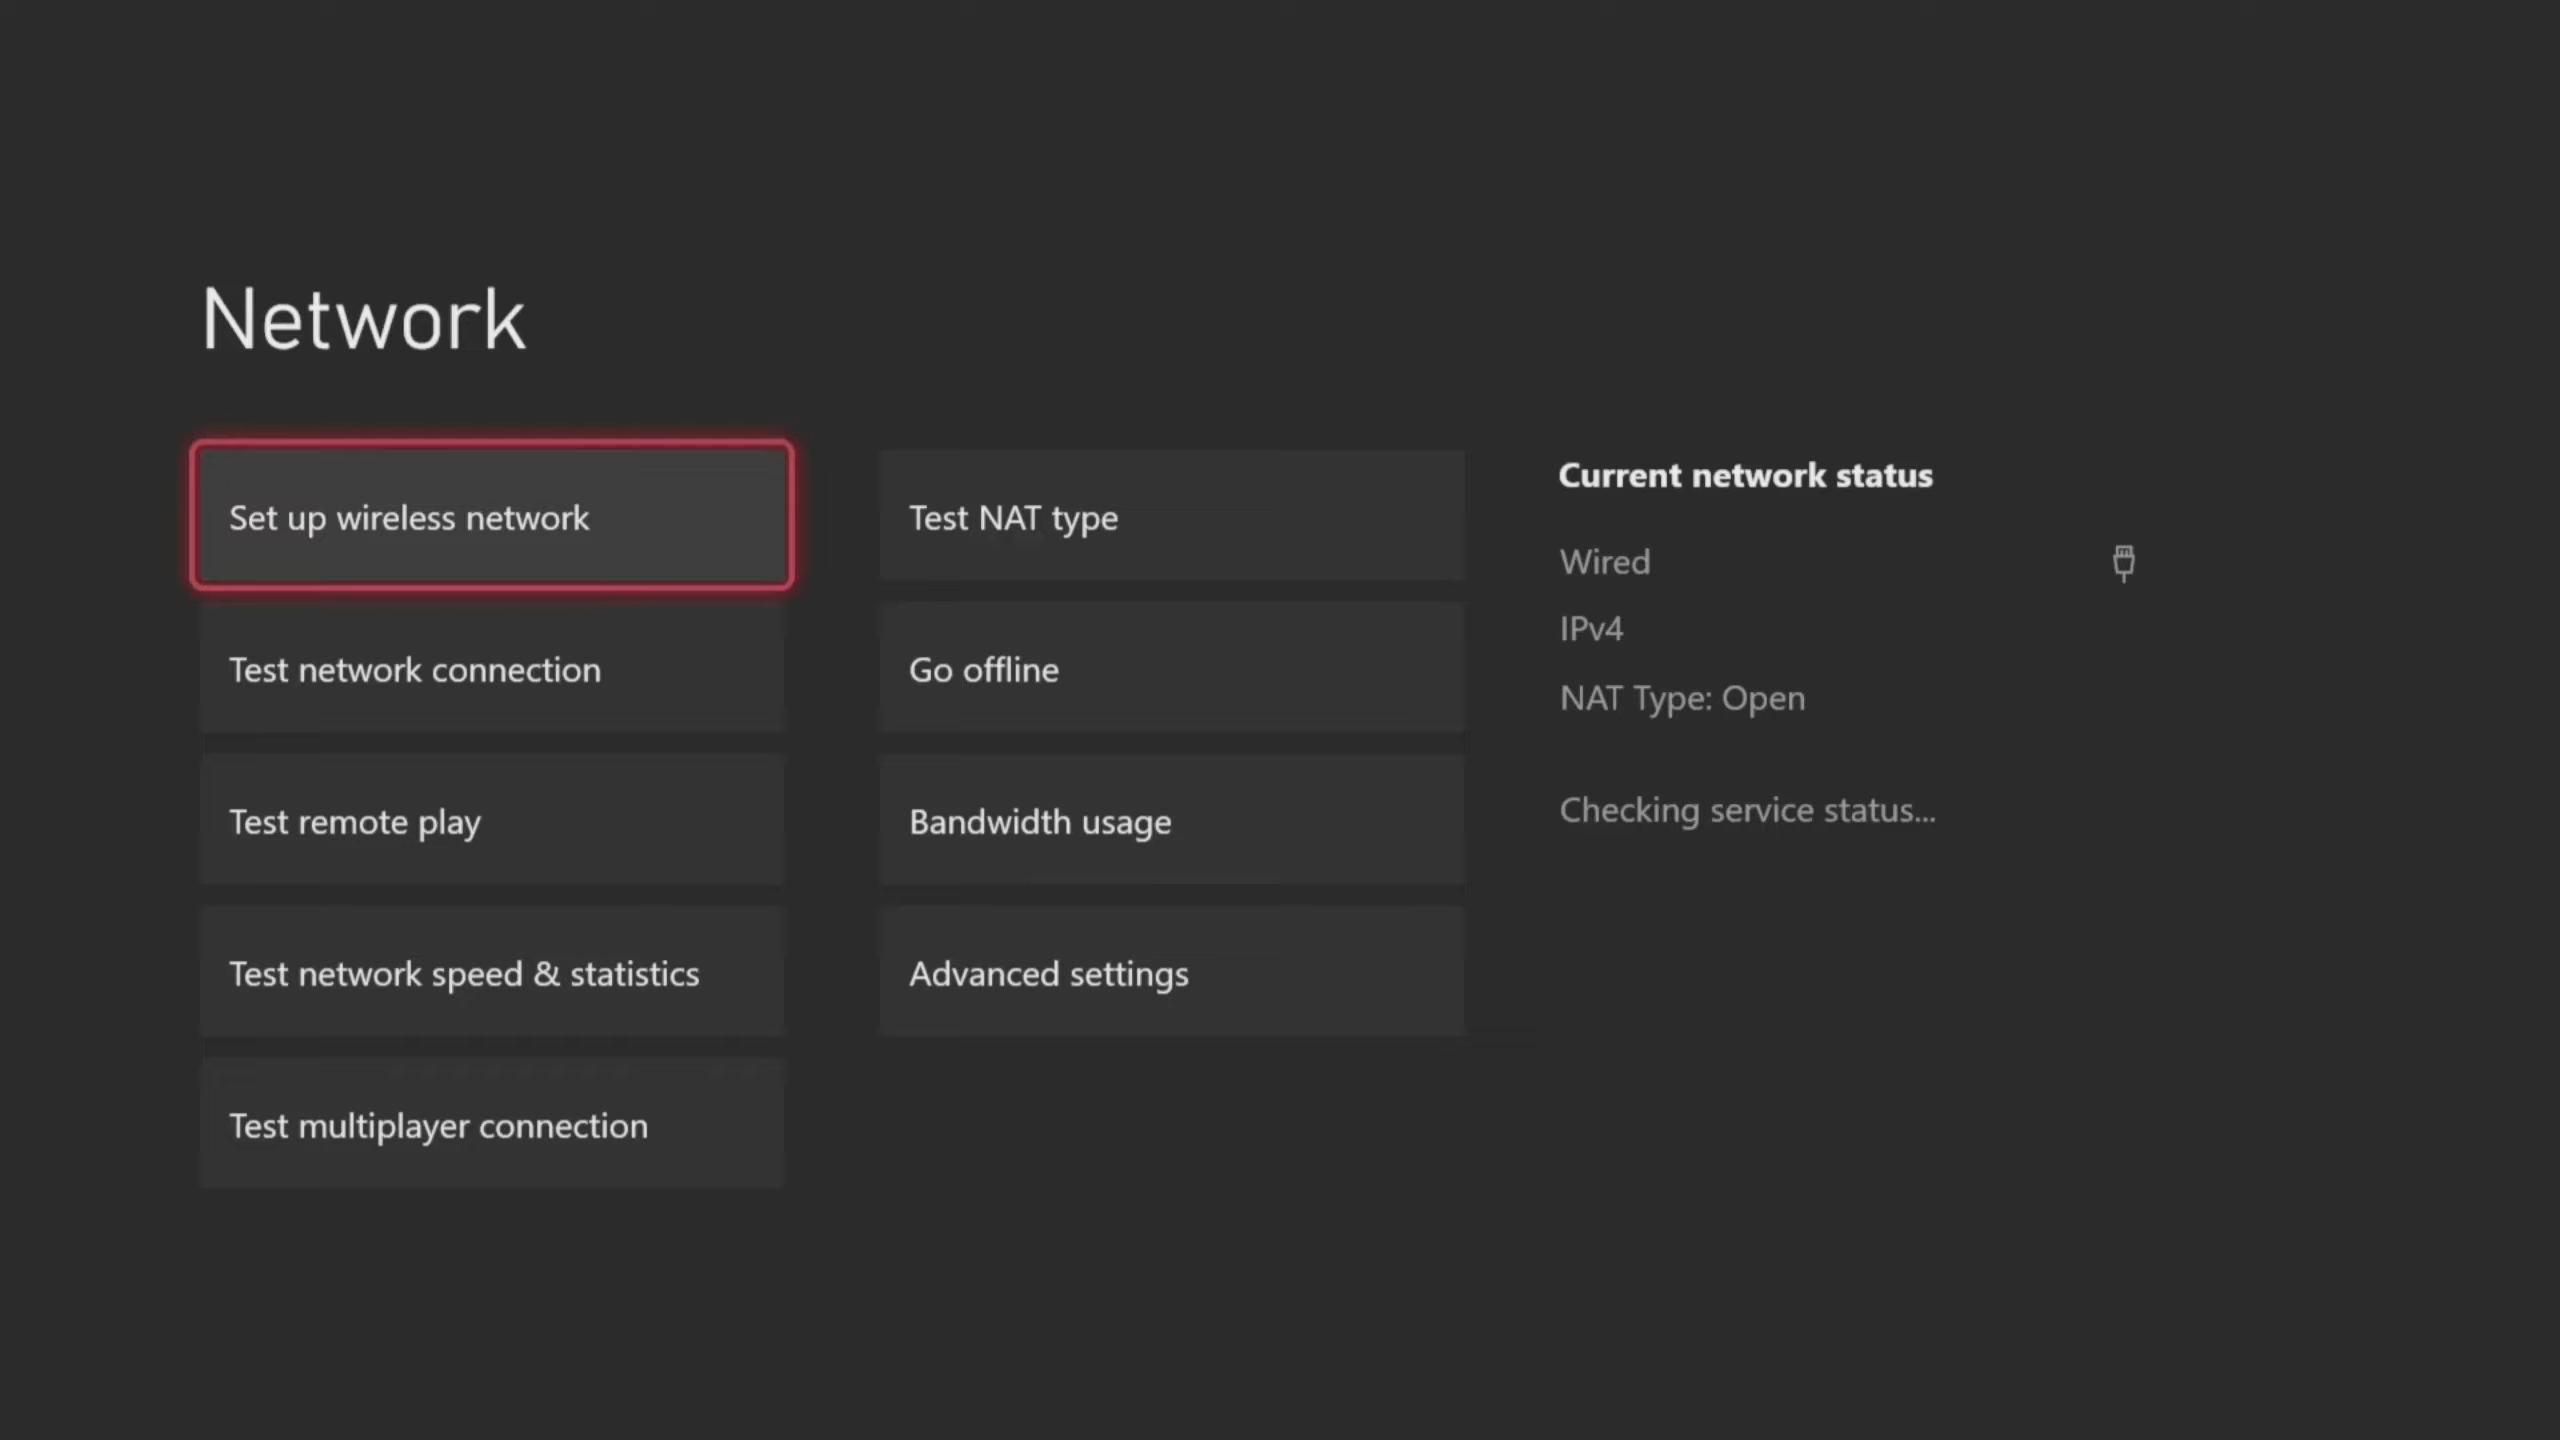 Network
Set up wireless network
Test network connection
Test remote play
Test network speed & statistics
Test multiplayer connection
Test NAT type
Go offline
Bandwidth usage
Advanced settings
Current network status
Wired
IPv4
NAT Type: Open
Checking service status...